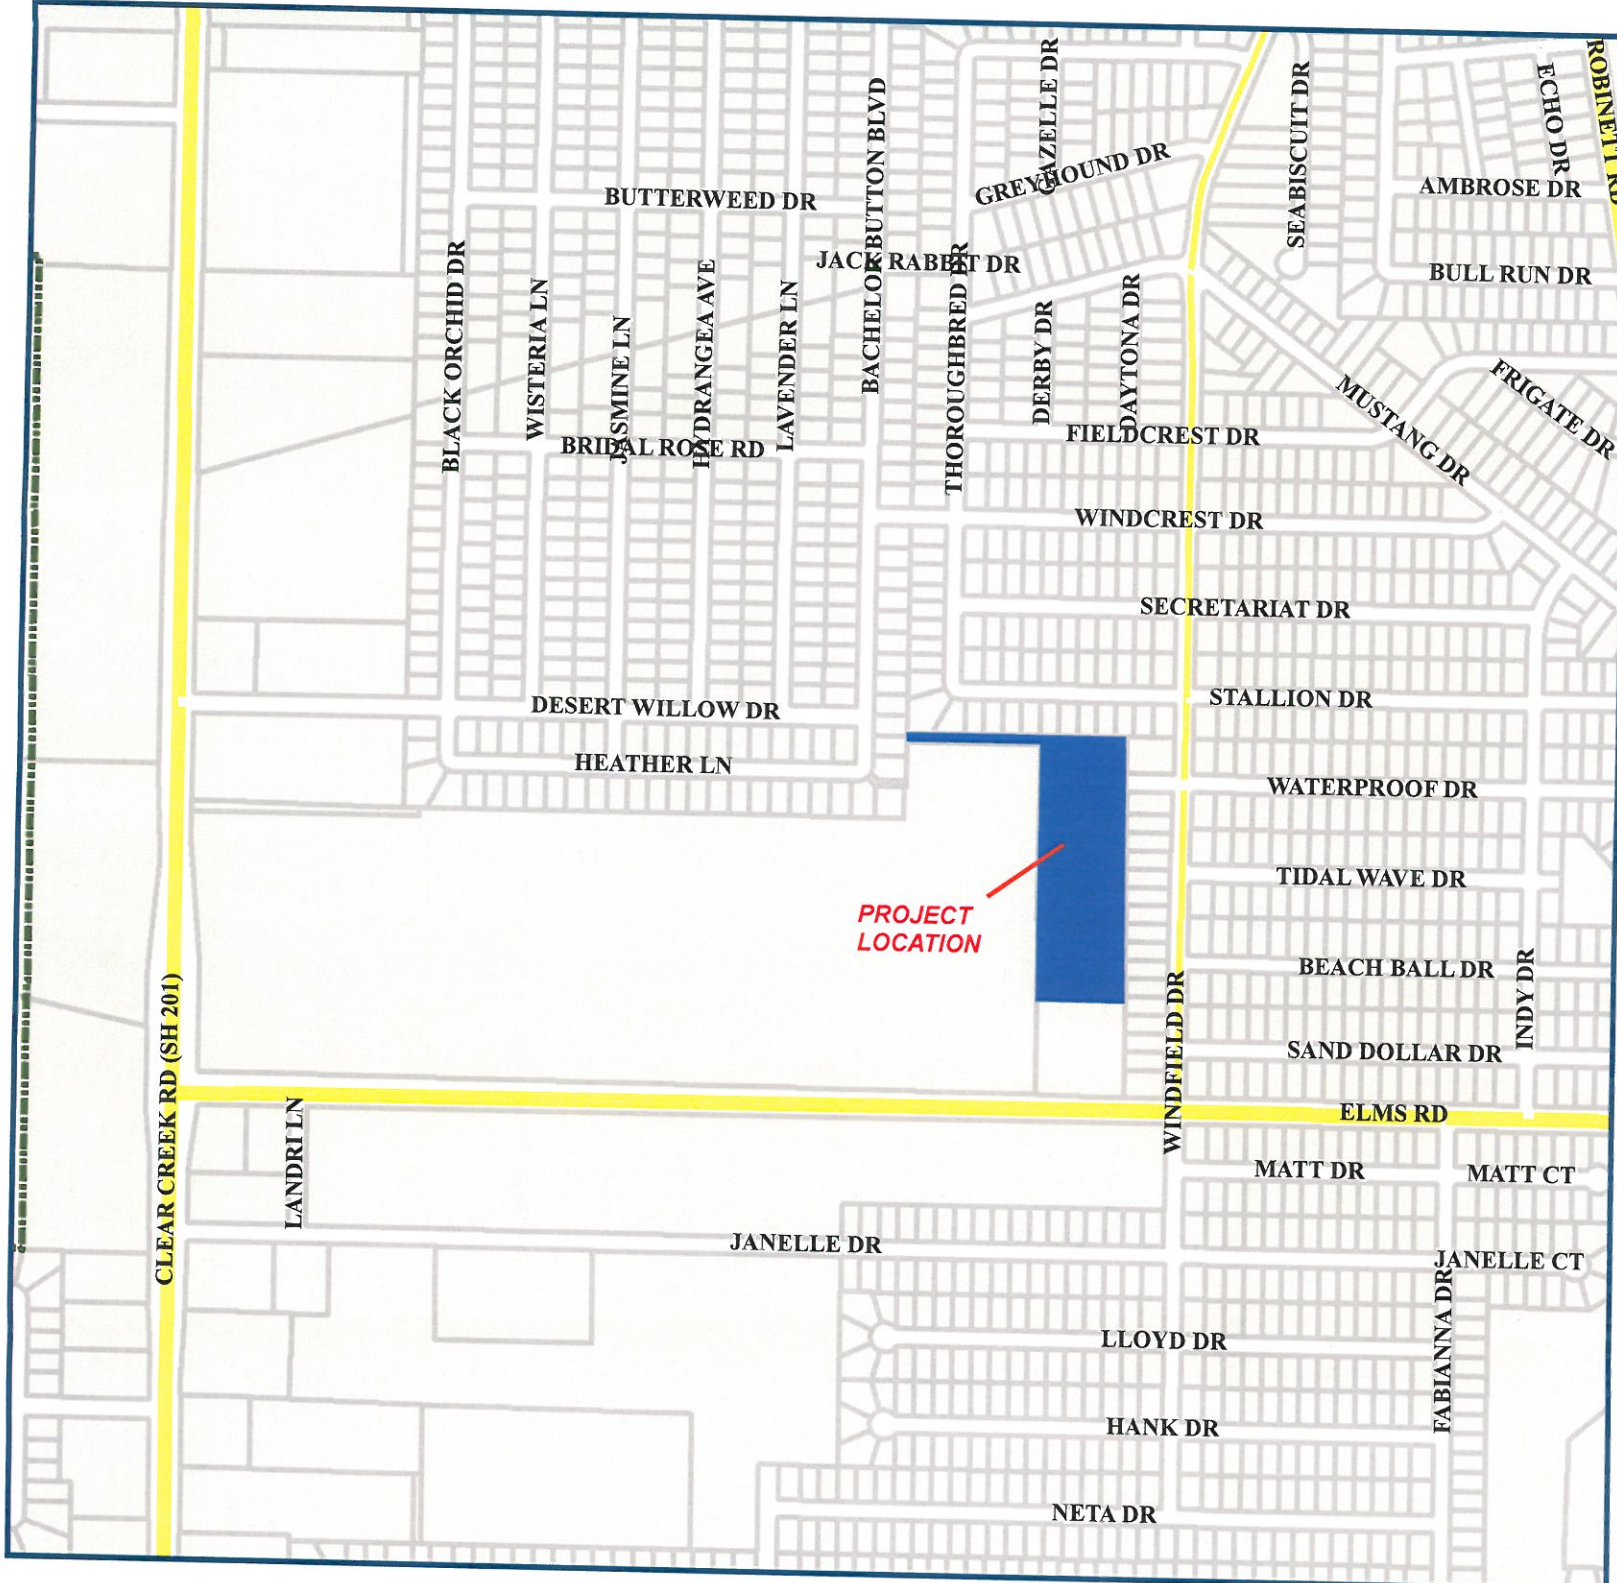 ROBINETT RD
GAZELLE DR
SEABISCUIT DR
ECHO DR
BACHELOR BUTTON BLVD
GREYHOUND DR
AMBROSE DR
BUTTERWEED DR
JACK RABBIT DR
BULL RUN DR
BLACK ORCHID DR
WISTERIA LN
JASMINE LN
HYDRANGEA AVE
LAVENDER LN
THOROUGHBRED DR
DERBY DR
DAYTONA DR
MUSTANG DR
FRIGATE DR
BRIDAL ROSE RD
FIELDCREST DR
WINDCREST DR
SECRETARIAT DR
DESERT WILLOW DR
STALLION DR
HEATHER LN
WATERPROOF DR
TIDAL WAVE DR
PROJECT
LOCATION
BEACH BALL DR
INDY DR
WINDFIELD DR
SAND DOLLAR DR
CLEAR CREEK RD (SH 201)
ELMS RD
LANDRI LN
MATT DR
MATT CT
JANELLE DR
JANELLE CT
LLOYD DR
FABIANNA DR
HANK DR
NETA DR